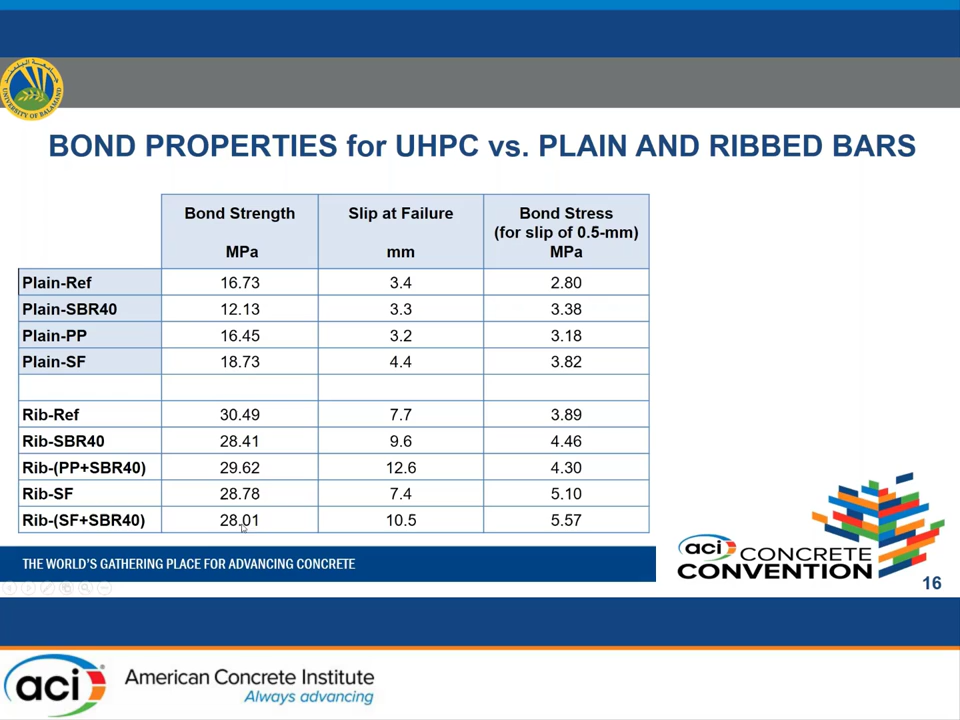 UNIVERSITY OF BALAMAND
BOND PROPERTIES for UHPC vs. PLAIN AND RIBBED BARS
Bond Strength Slip at Failure Bond Stress
(for slip of 0.5-mm)
MPa mm MPa
Plain-Ref 16.73 3.4 2.80
Plain-SBR40 12.13 3.3 3.38
Plain-PP 16.45 3.2 3.18
Plain-SF 18.73 4.4 3.82
Rib-Ref 30.49 7.7 3.89
Rib-SBR40 28.41 9.6 4.46
Rib-(PP+SBR40) 29.62 12.6 4.30
Rib-SF 28.78 7.4 5.10
Rib-(SF+SBR40) 28.01 10.5 5.57
THE WORLD'S GATHERING PLACE FOR ADVANCING CONCRETE
aci CONCRETE
CONVENTION
16
aci American Concrete Institute
Always advancing